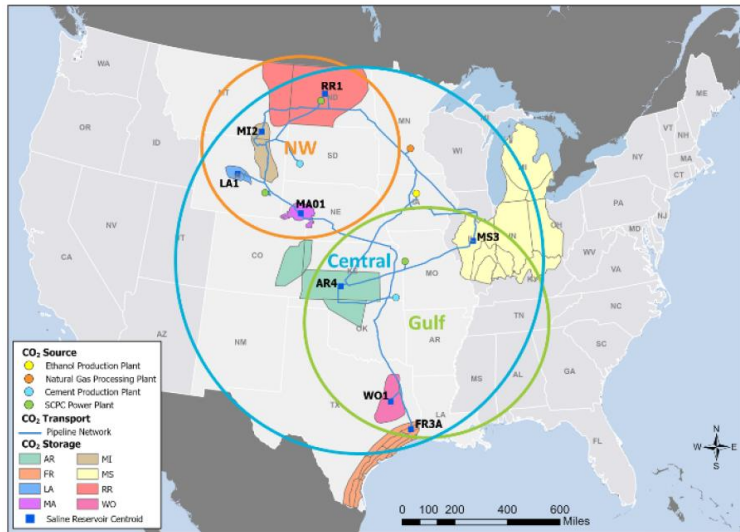 WA
MT
ND
RR1
MN
ME
OR
ID
MI2
NW
SD
WI
MI
VT
NH
NY
MA
CT
LA1
MA01
NE
IA
PA
MD
NV
UT
CO
Central
MO
MS3
IN
OH
KY
WV
VA
CA
AR4
KS
Gulf
TN
NC
AZ
NM
OK
AR
SC
MS
AL
GA
WO1
TX
LA
FR3A
FL
CO2 Source
Ethanol Production Plant
Natural Gas Processing Plant
Cement Production Plant
SCPC Power Plant
CO2 Transport
Pipeline Network
CO2 Storage
AR MI
FR MS
LA RR
MA WO
Saline Reservoir Centroid
N
W E
S
0 100 200 400 600
Miles